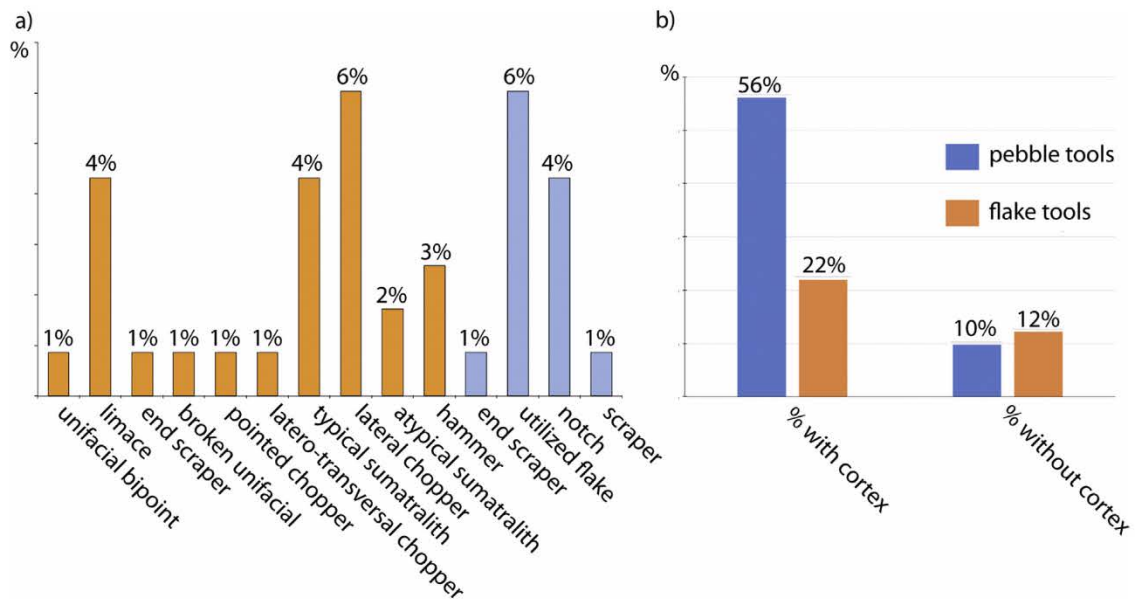 a)
%
1%
4%
1%
1%
1%
1%
4%
6%
2%
3%
1%
6%
4%
1%
unifacial bipoint
limace
end scraper
broken unifacial
pointed chopper
latero-transversal chopper
typical sumatralith
lateral chopper
atypical sumatralith
hammer
end scraper
utilized flake
notch
scraper
b)
%
56%
22%
10%
12%
pebble tools
flake tools
% with cortex
% without cortex